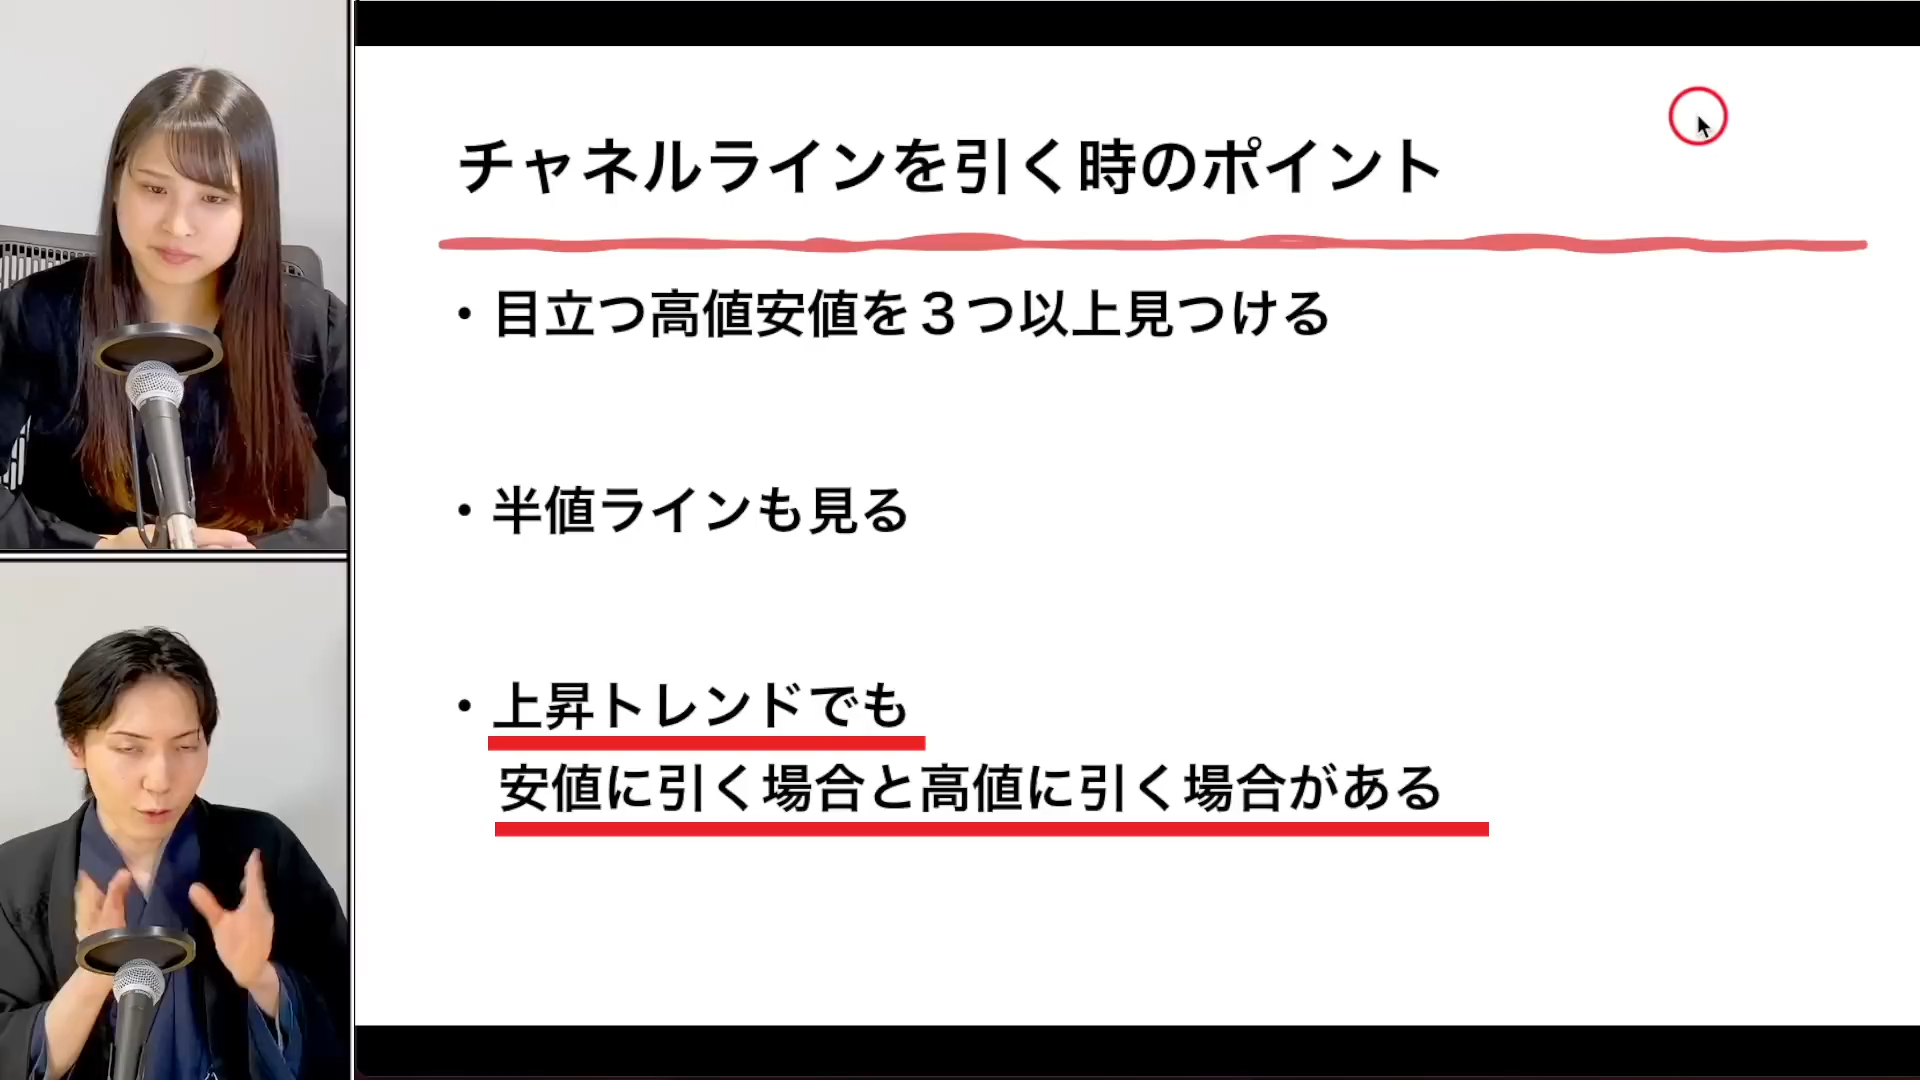 チャネルラインを引く時のポイント
・目立つ高値安値を３つ以上見つける
・半値ラインも見る
・上昇トレンドでも
安値に引く場合と高値に引く場合がある